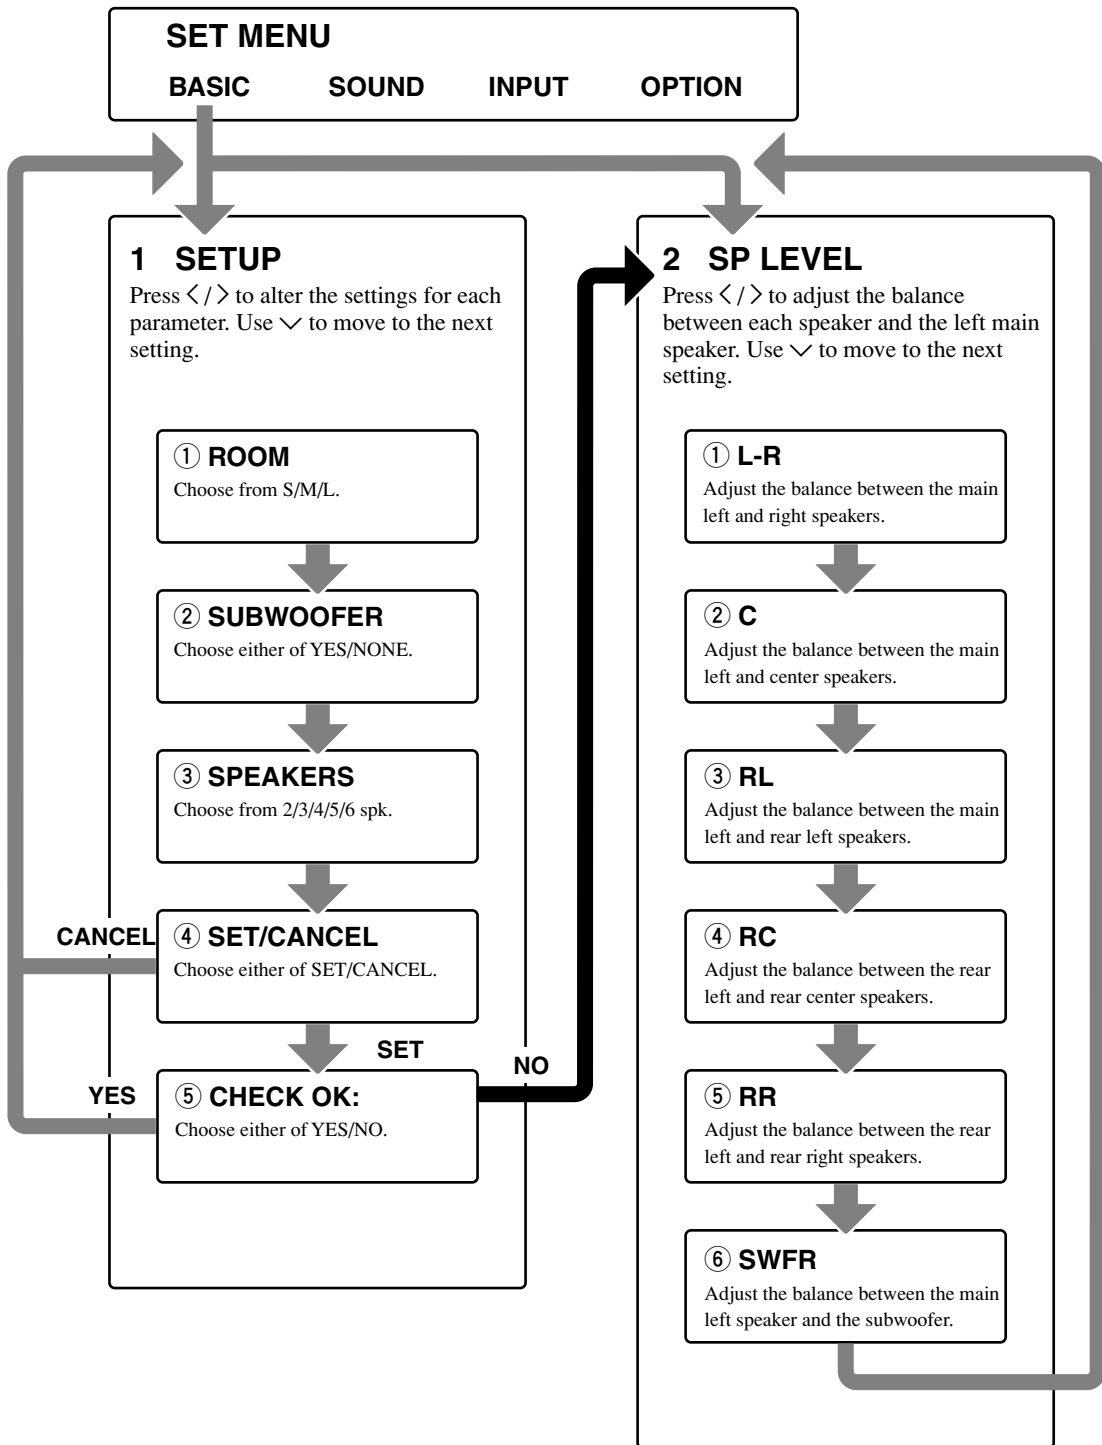 SET MENU
BASIC SOUND INPUT OPTION
1 SETUP
Press < / > to alter the settings for each
parameter. Use ∨ to move to the next
setting.
① ROOM
Choose from S/M/L.
② SUBWOOFER
Choose either of YES/NONE.
③ SPEAKERS
Choose from 2/3/4/5/6 spk.
CANCEL
④ SET/CANCEL
Choose either of SET/CANCEL.
SET
NO
YES
⑤ CHECK OK:
Choose either of YES/NO.
2 SP LEVEL
Press < / > to adjust the balance
between each speaker and the left main
speaker. Use ∨ to move to the next
setting.
① L-R
Adjust the balance between the main
left and right speakers.
② C
Adjust the balance between the main
left and center speakers.
③ RL
Adjust the balance between the main
left and rear left speakers.
④ RC
Adjust the balance between the rear
left and rear center speakers.
⑤ RR
Adjust the balance between the rear
left and rear right speakers.
⑥ SWFR
Adjust the balance between the main
left speaker and the subwoofer.